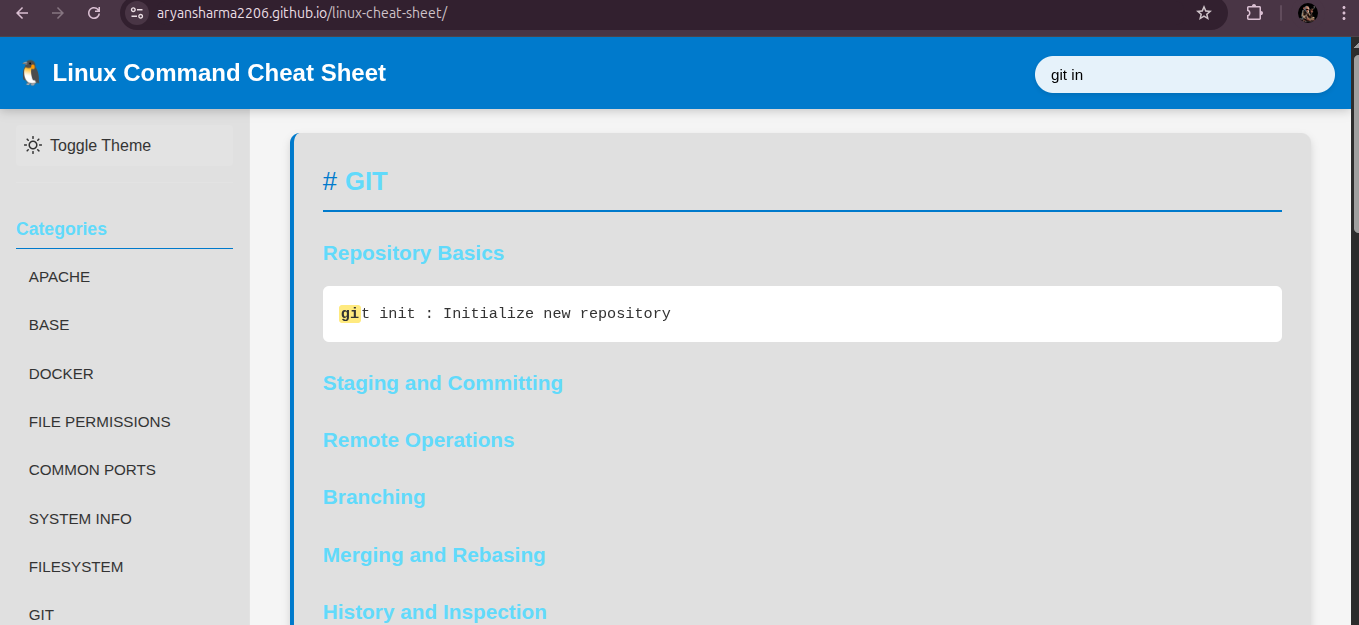 aryansharma2206.github.io/linux-cheat-sheet/
Linux Command Cheat Sheet
git in
Toggle Theme
Categories
APACHE
BASE
DOCKER
FILE PERMISSIONS
COMMON PORTS
SYSTEM INFO
FILESYSTEM
GIT
# GIT
Repository Basics
git init : Initialize new repository
Staging and Committing
Remote Operations
Branching
Merging and Rebasing
History and Inspection